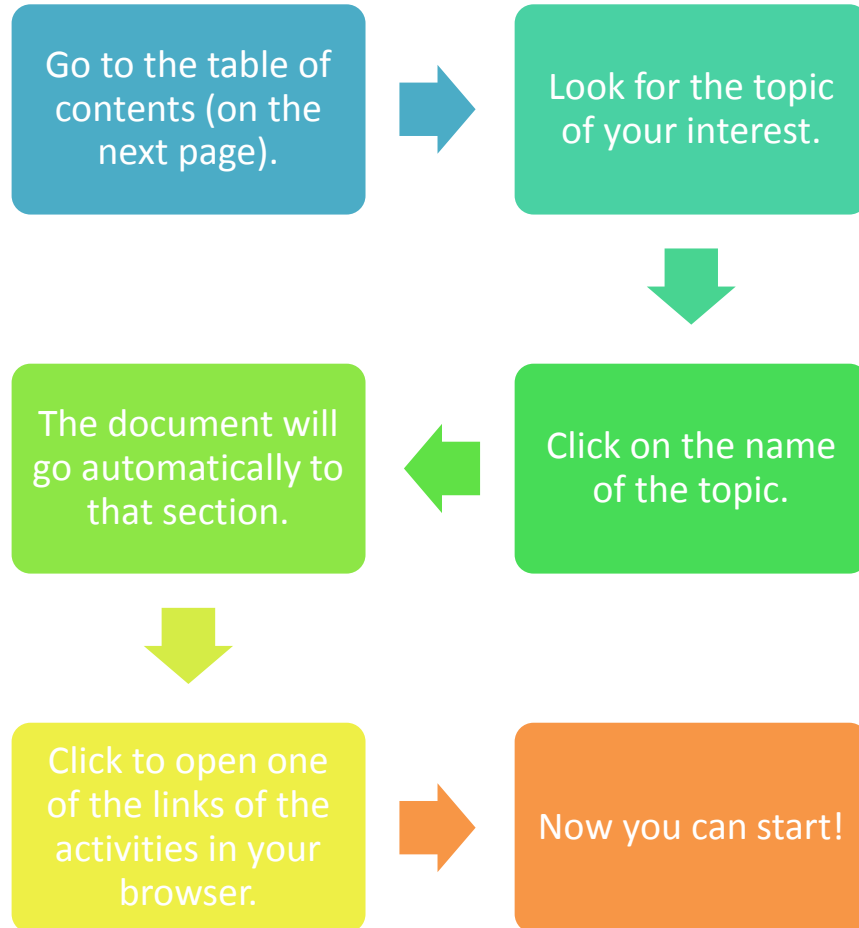 Go to the table of
contents (on the
next page).
Look for the topic
of your interest.
Click on the name
of the topic.
The document will
go automatically to
that section.
Click to open one
of the links of the
activities in your
browser.
Now you can start!